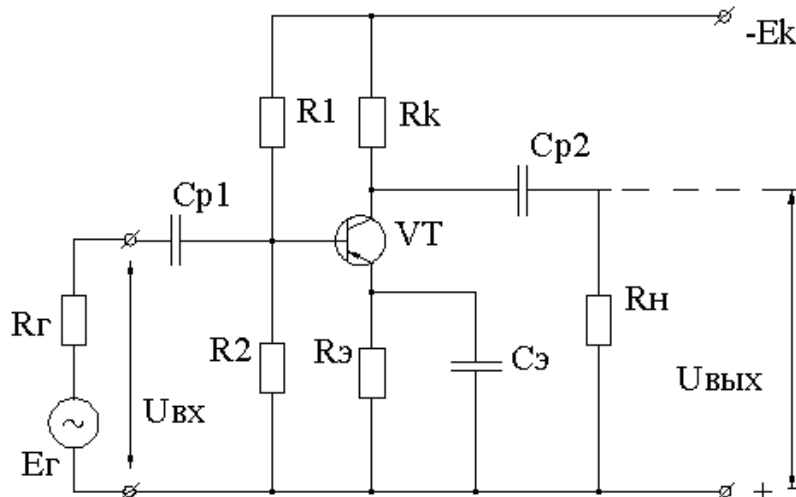 -Ek
R1
Rk
Cp2
Cp1
VT
Rг
R2
Rэ
Cэ
Rн
Uвх
Uвых
Eг
~
+